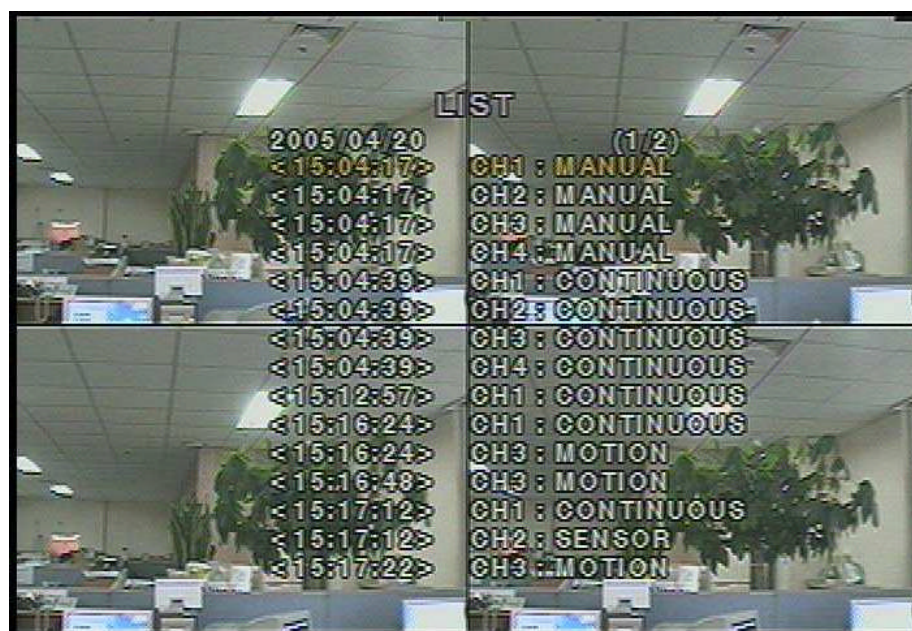 LIST
2005/04/20 (1/2)
<15:04:17> CH1 : MANUAL
<15:04:17> CH2 : MANUAL
<15:04:17> CH3 : MANUAL
<15:04:17> CH4 : MANUAL
<15:04:39> CH1 : CONTINUOUS
<15:04:39> CH2 : CONTINUOUS
<15:04:39> CH3 : CONTINUOUS
<15:04:39> CH4 : CONTINUOUS
<15:12:57> CH1 : CONTINUOUS
<15:16:24> CH1 : CONTINUOUS
<15:16:24> CH3 : MOTION
<15:16:48> CH3 : MOTION
<15:17:12> CH1 : CONTINUOUS
<15:17:12> CH2 : SENSOR
<15:17:22> CH3 : MOTION